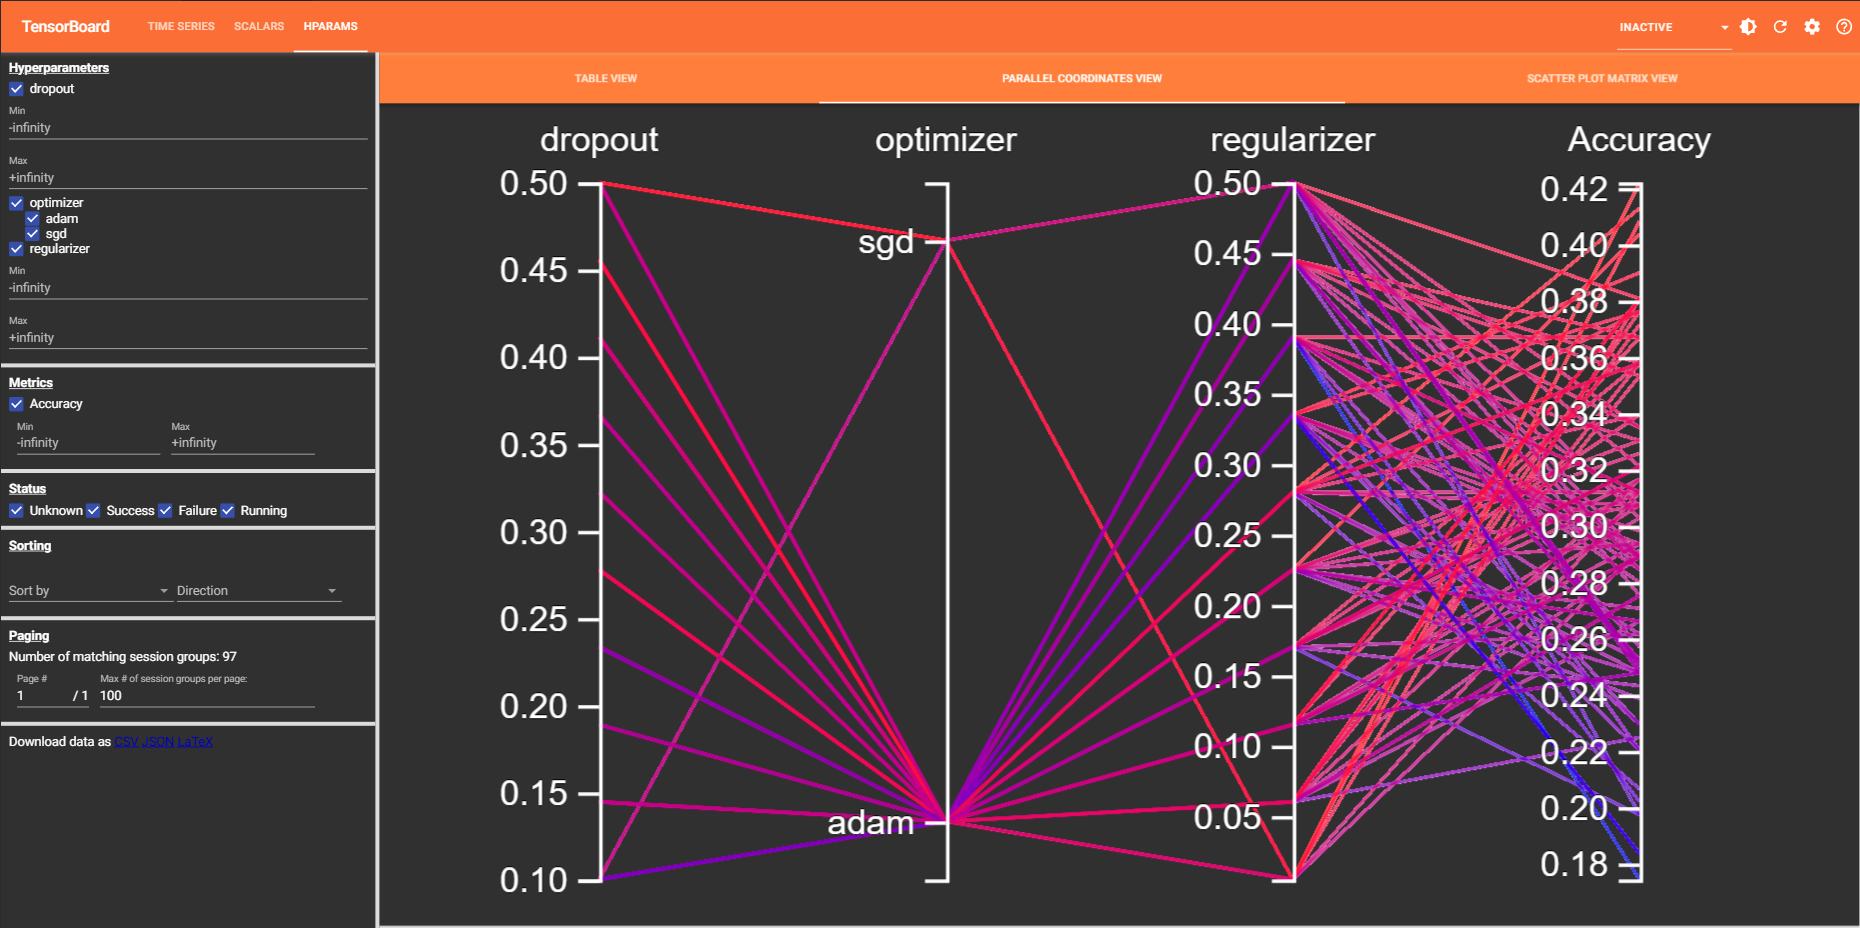 TensorBoard TIME SERIES SCALARS HPARAMS INACTIVE
Hyperparameters
dropout
Min
-infinity
Max
+infinity
optimizer
adam
sgd
regularizer
Min
-infinity
Max
+infinity
Metrics
Accuracy
Min Max
-infinity +infinity
Status
Unknown Success Failure Running
Sorting
Sort by Direction
Paging
Number of matching session groups: 97
Page # Max # of session groups per page:
1 / 1 100
Download data as CSV JSON LaTeX
TABLE VIEW PARALLEL COORDINATES VIEW SCATTER PLOT MATRIX VIEW
dropout optimizer regularizer Accuracy
0.50
0.45
0.40
0.35
0.30
0.25
0.20
0.15
0.10
sgd
adam
0.50
0.45
0.40
0.35
0.30
0.25
0.20
0.15
0.10
0.05
0.42
0.40
0.38
0.36
0.34
0.32
0.30
0.28
0.26
0.24
0.22
0.20
0.18